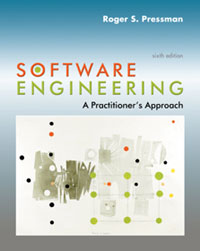 Roger S. Pressman
sixth edition
SOFTWARE
ENGINEERING
A Practitioner's Approach